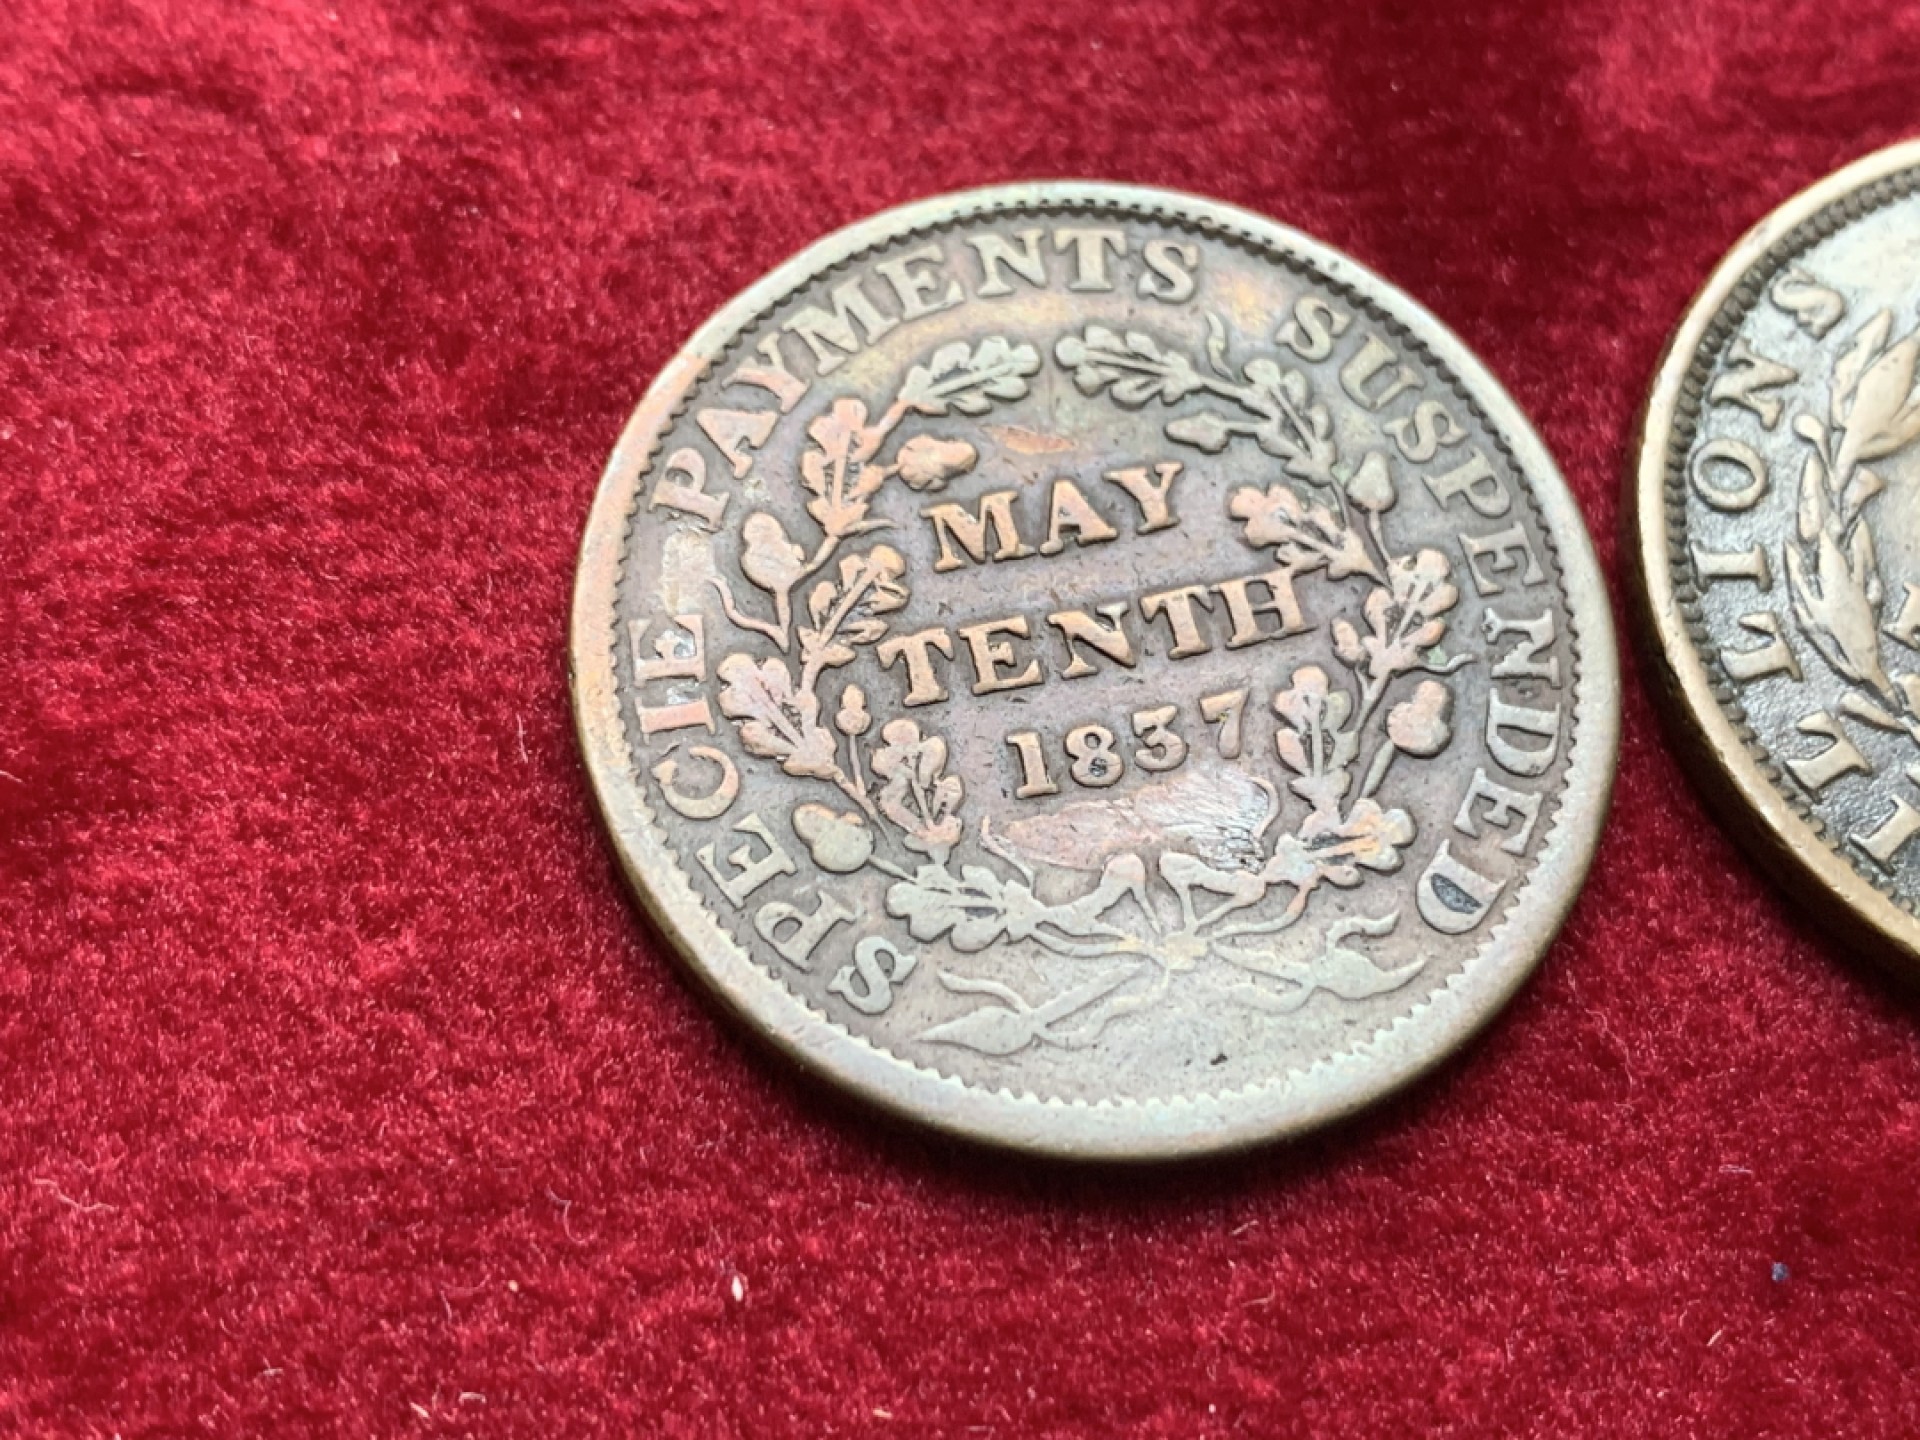 SPECIE PAYMENTS SUSPENDED
MAY
TENTH
1837